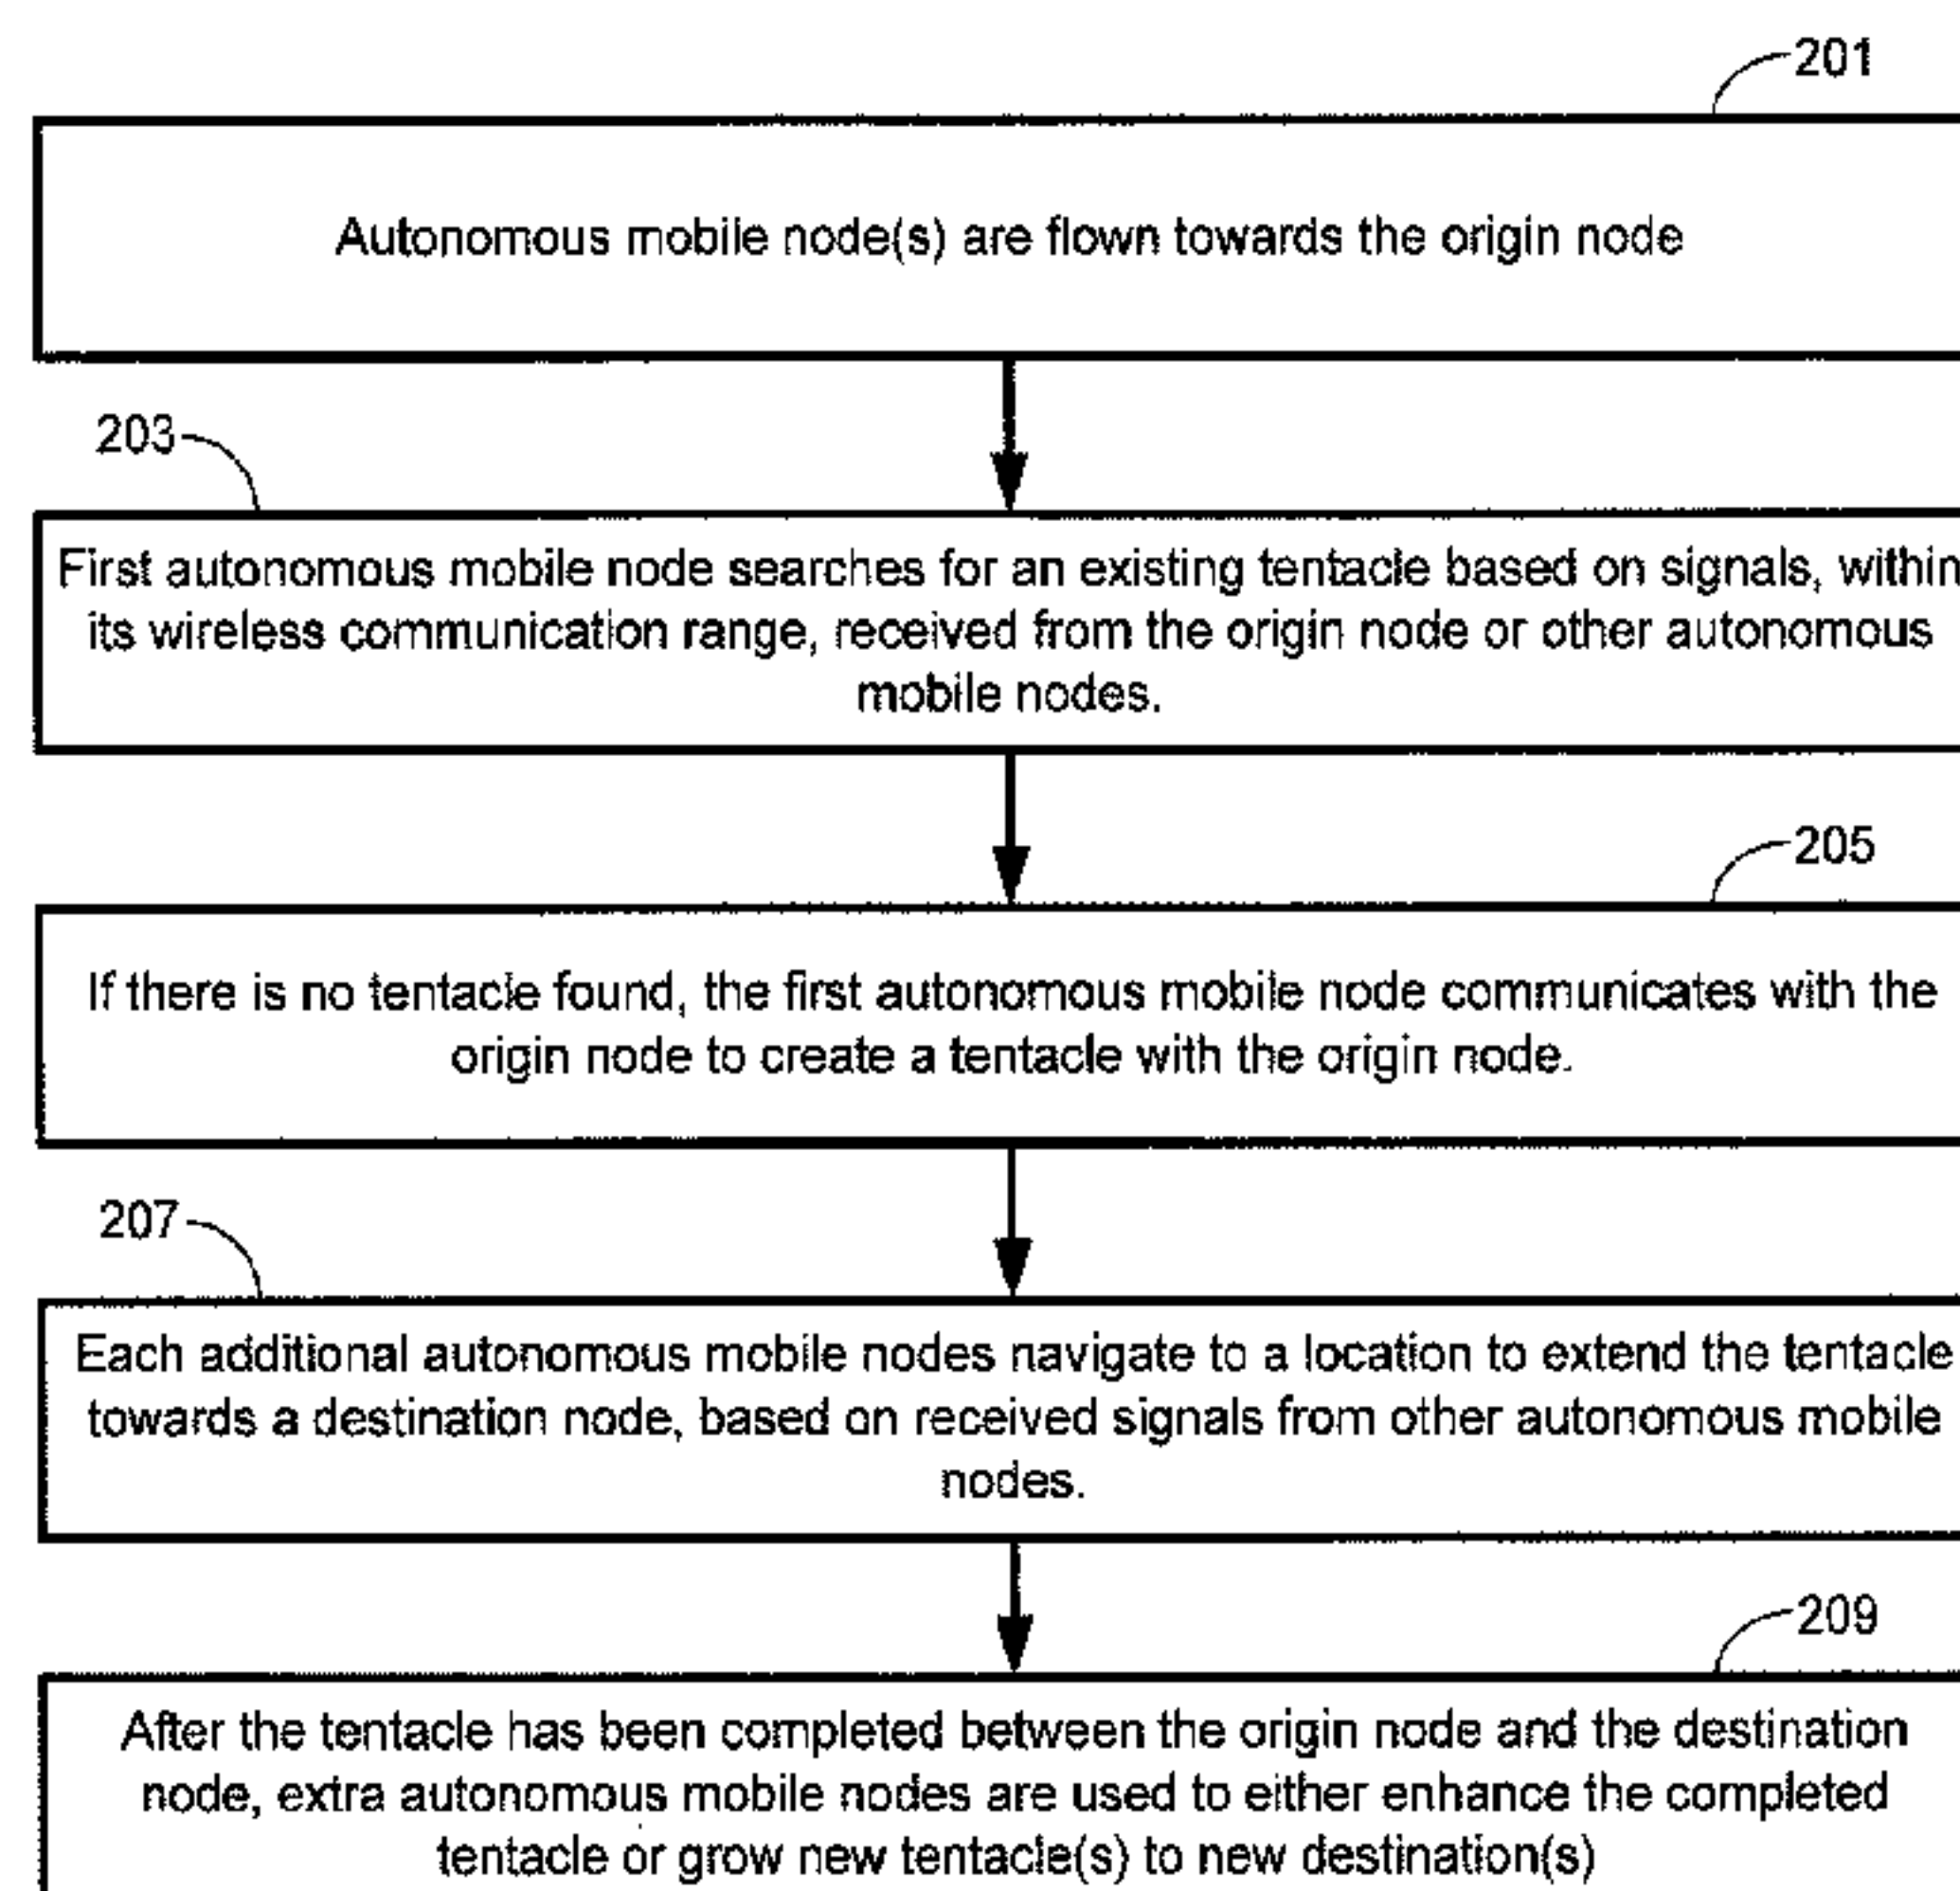 201
Autonomous mobile node(s) are flown towards the origin node
203
First autonomous mobile node searches for an existing tentacle based on signals, within
its wireless communication range, received from the origin node or other autonomous
mobile nodes.
205
If there is no tentacle found, the first autonomous mobile node communicates with the
origin node to create a tentacle with the origin node.
207
Each additional autonomous mobile nodes navigate to a location to extend the tentacle
towards a destination node, based on received signals from other autonomous mobile
nodes.
209
After the tentacle has been completed between the origin node and the destination
node, extra autonomous mobile nodes are used to either enhance the completed
tentacle or grow new tentacle(s) to new destination(s)